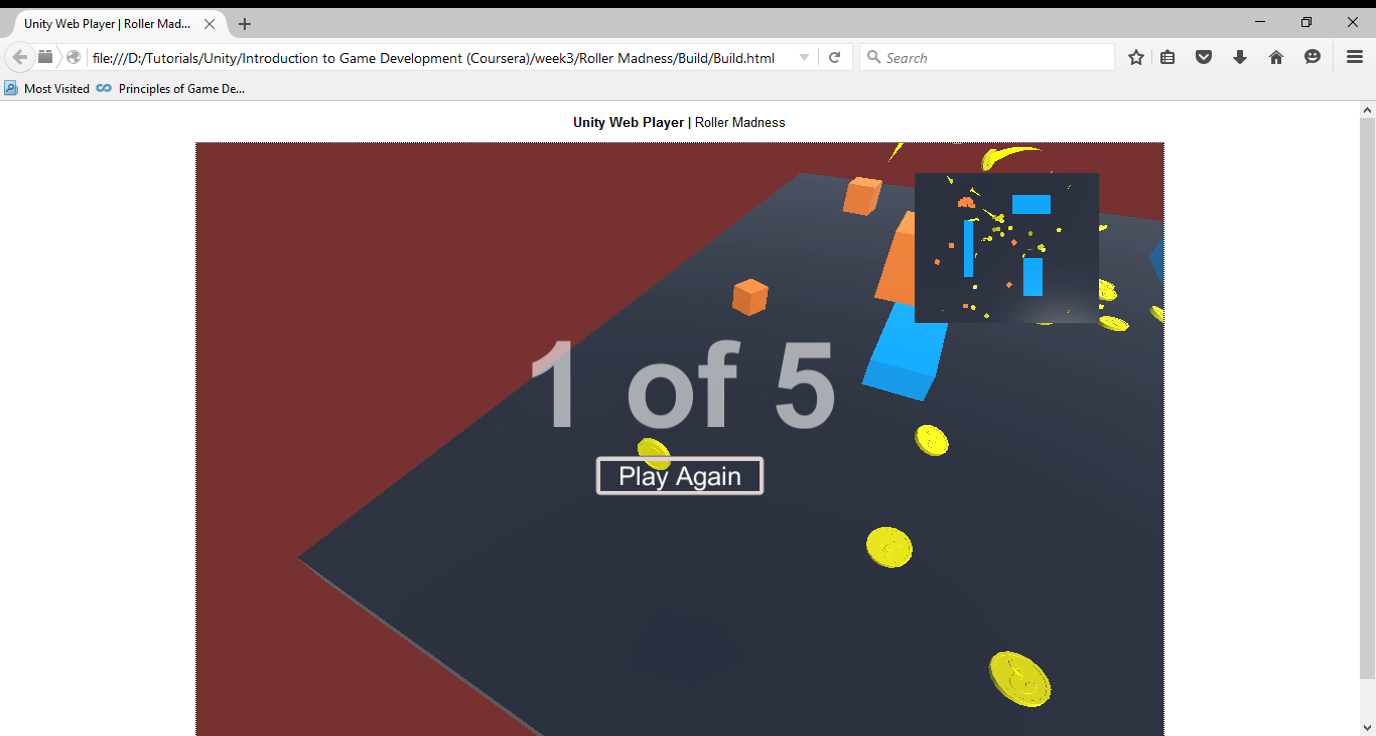 Unity Web Player | Roller Mad...
file:///D:/Tutorials/Unity/Introduction to Game Development (Coursera)/week3/Roller Madness/Build/Build.html
Search
Most Visited
Principles of Game De...
Unity Web Player | Roller Madness
1 of 5
Play Again